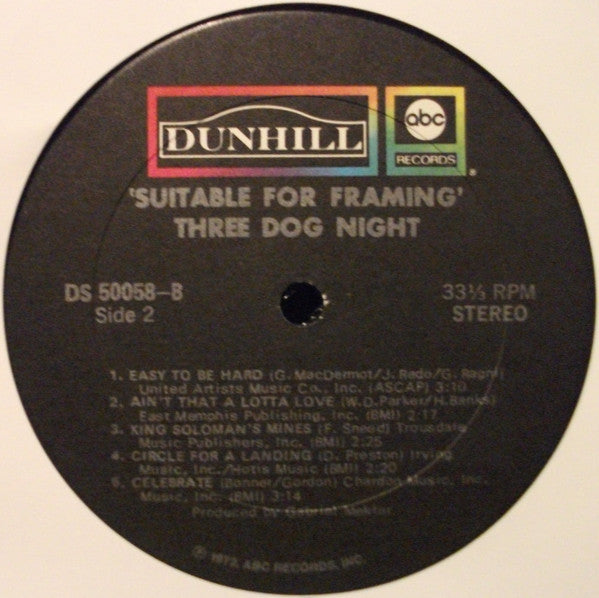 DUNHILL
abc
RECORDS
®
'SUITABLE FOR FRAMING'
THREE DOG NIGHT
DS 50058-B
Side 2
33⅓ RPM
STEREO
1. EASY TO BE HARD (G. MacDermot/J. Rado/G. Ragni)
United Artists Music Co., Inc. (ASCAP) 3:10
2. AIN'T THAT A LOTTA LOVE (W.D. Parker/H. Banks)
East Memphis Publishing, Inc. (BMI) 2:17
3. KING SOLOMAN'S MINES (F. Sneed) Trousdale
Music Publishers, Inc. (BMI) 2:25
4. CIRCLE FOR A LANDING (D. Preston) Irving
Music, Inc./Hotis Music (BMI) 2:20
5. CELEBRATE (Bonner/Gordon) Chardon Music, Inc.
Music, Inc. (BMI) 3:14
Produced by Gabriel Mekler
℗ 1972, ABC RECORDS, INC.